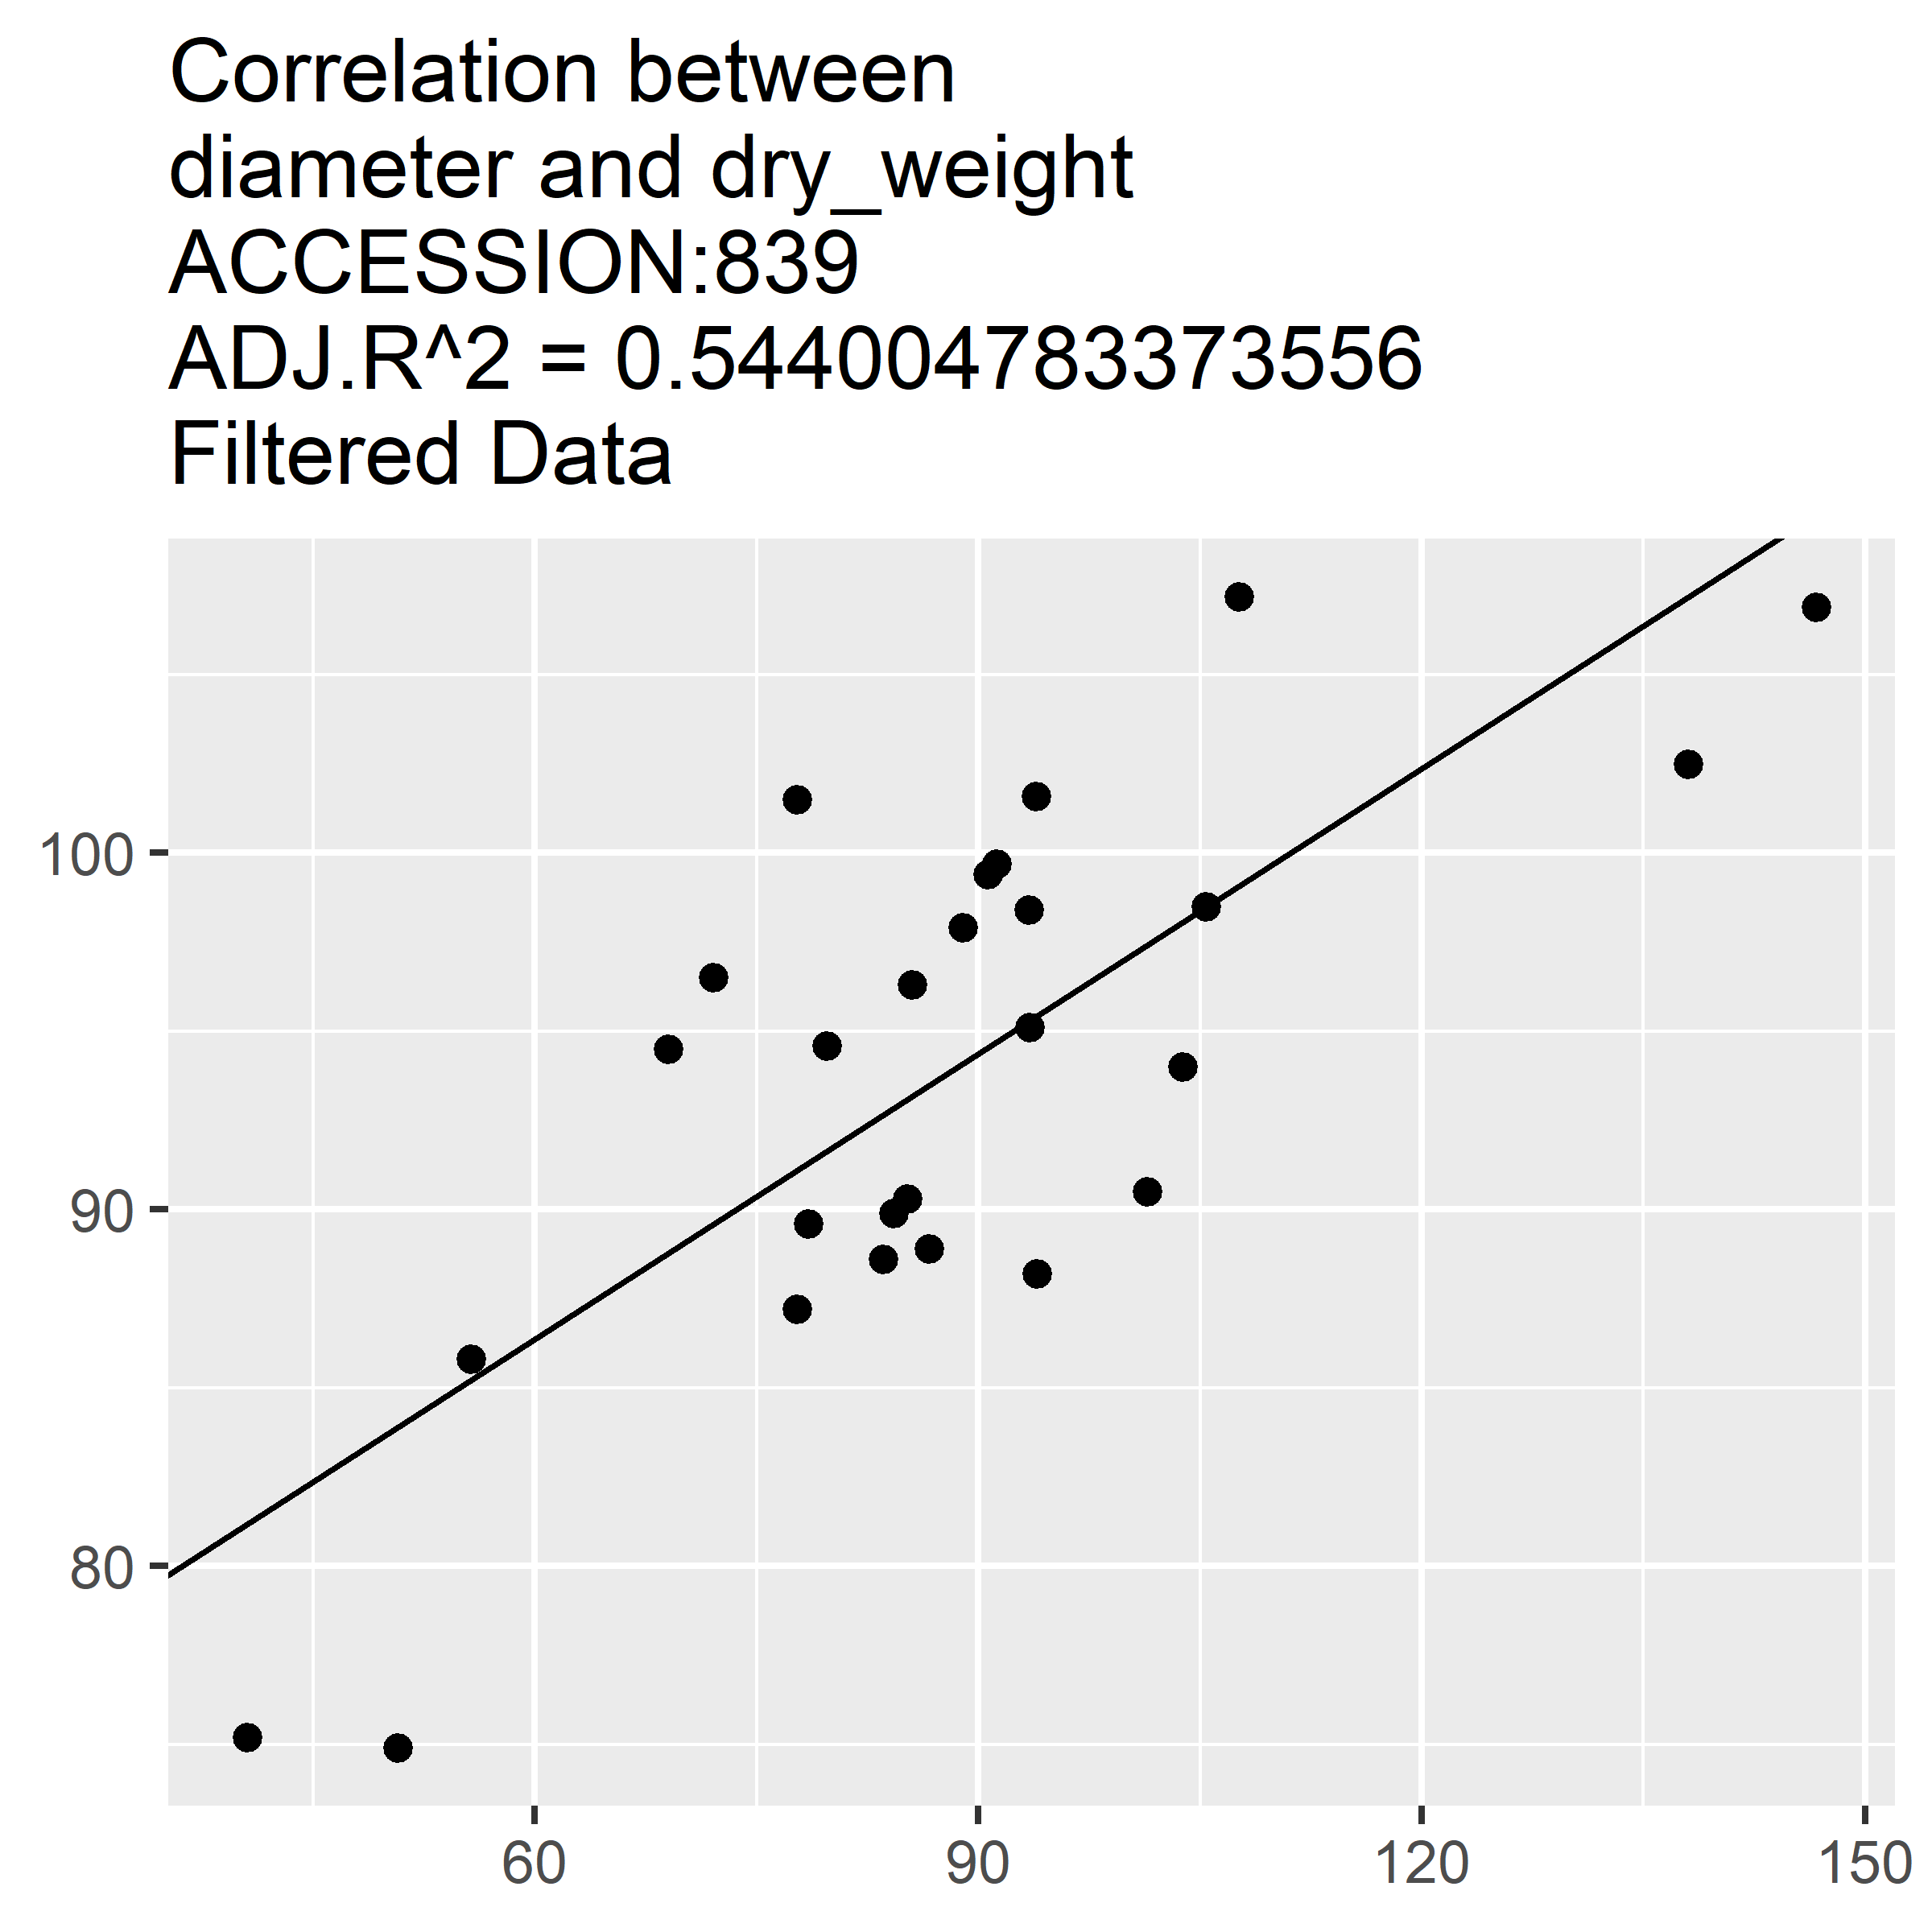 Correlation between
diameter and dry_weight
ACCESSION:839
ADJ.R^2 = 0.544004783373556
Filtered Data
100
90
80
60 90 120 150